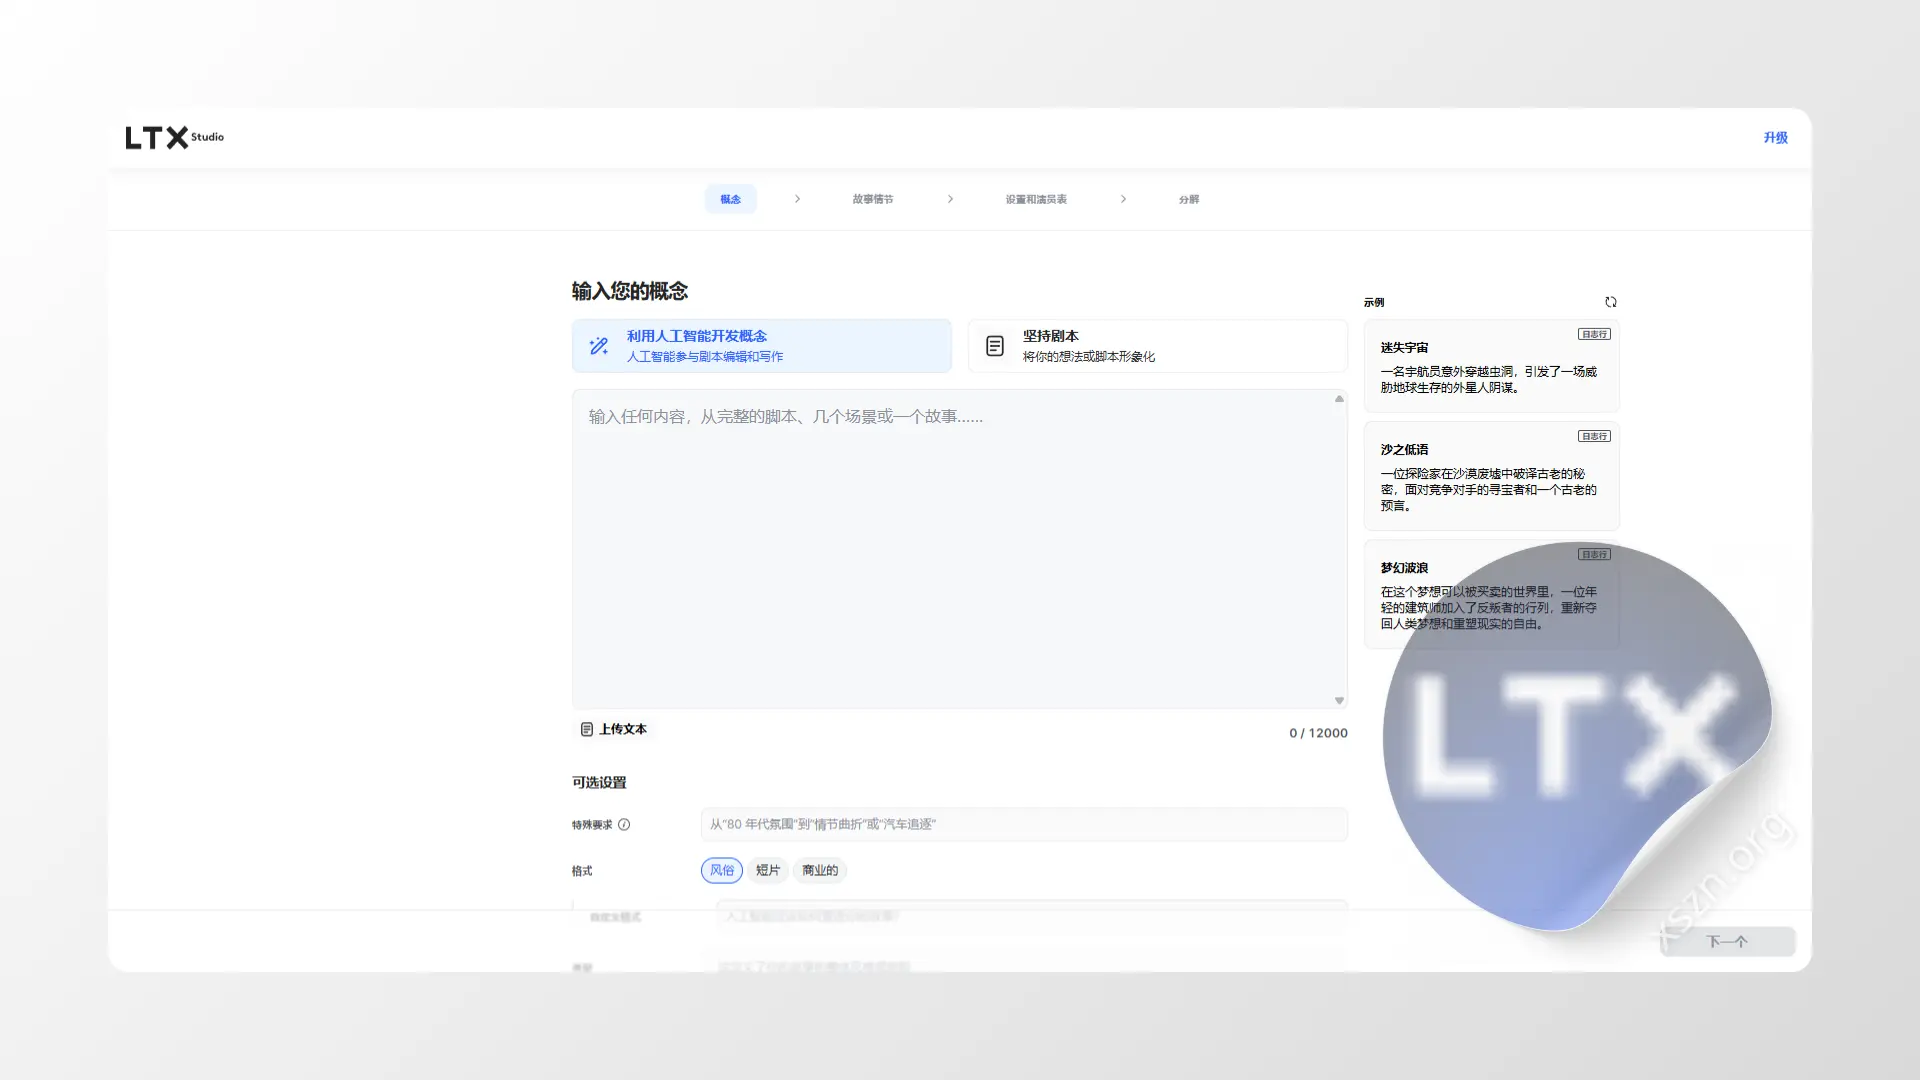 LTX Studio
升级
概念
故事情节
设置和演员表
分解
输入您的概念
利用人工智能开发概念
人工智能参与剧本编辑和写作
坚持剧本
将你的想法或脚本形象化
输入任何内容，从完整的脚本、几个场景或一个故事......
上传文本
0 / 12000
示例
日志行
迷失宇宙
一名宇航员意外穿越虫洞，引发了一场威
胁地球生存的外星人阴谋。
日志行
沙之低语
一位探险家在沙漠废墟中破译古老的秘
密，面对竞争对手的寻宝者和一个古老的
预言。
日志行
梦幻波浪
在这个梦想可以被买卖的世界里，一位年
轻的建筑师加入了反叛者的行列，重新夺
回人类梦想和重塑现实的自由。
可选设置
特殊要求
从“80 年代氛围”到“情节曲折”或“汽车追逐”
格式
风俗
短片
商业的
自定义格式
LTX
xszn.org
下一个